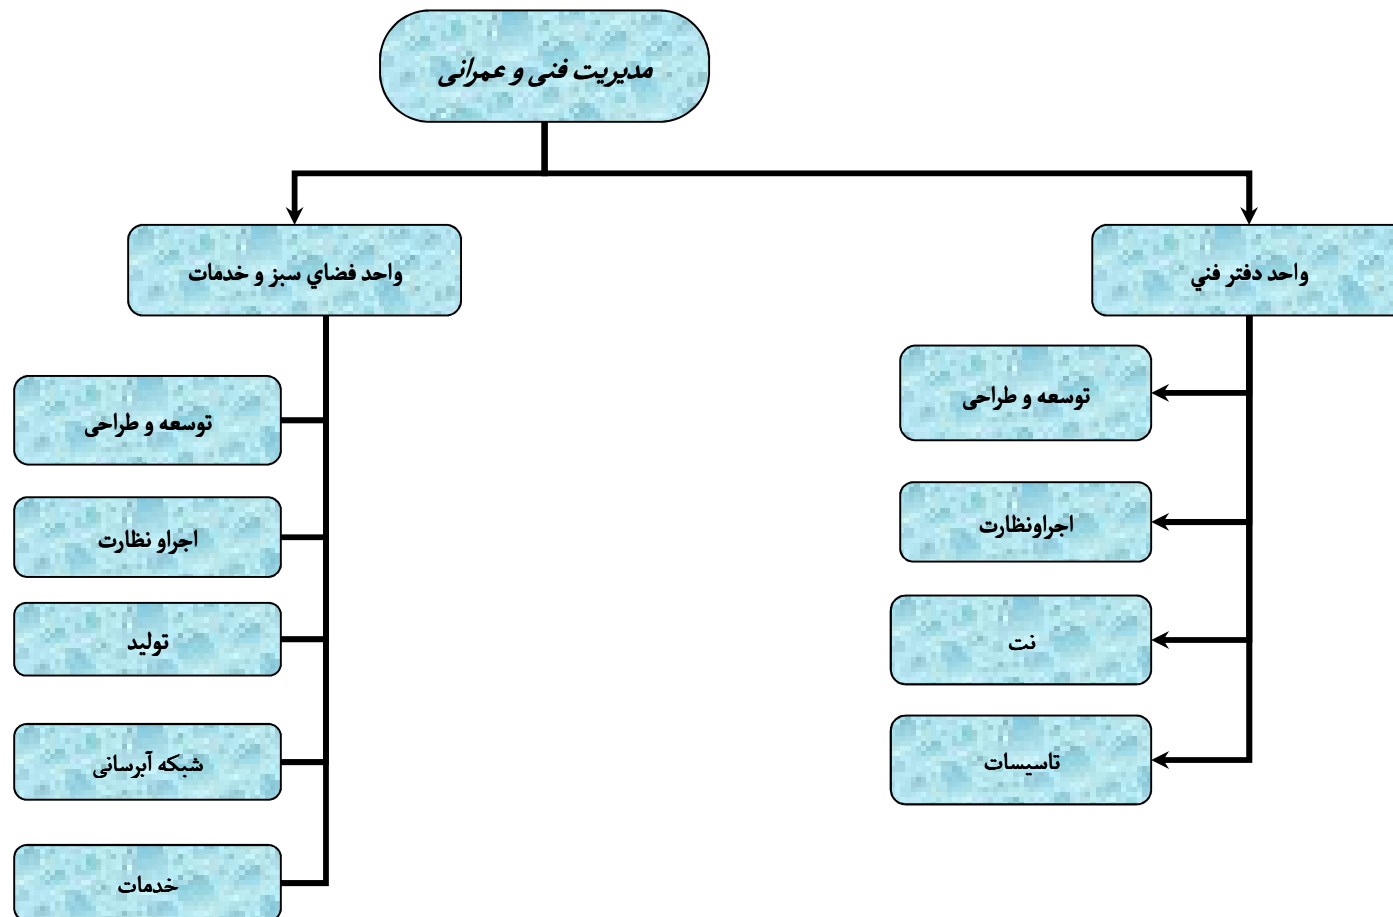 مدیریت فنی و عمرانی
واحد دفتر فني
واحد فضاي سبز و خدمات
توسعه و طراحی
اجراونظارت
نت
تاسیسات
توسعه و طراحی
اجراو نظارت
تولید
شبکه آبرسانی
خدمات